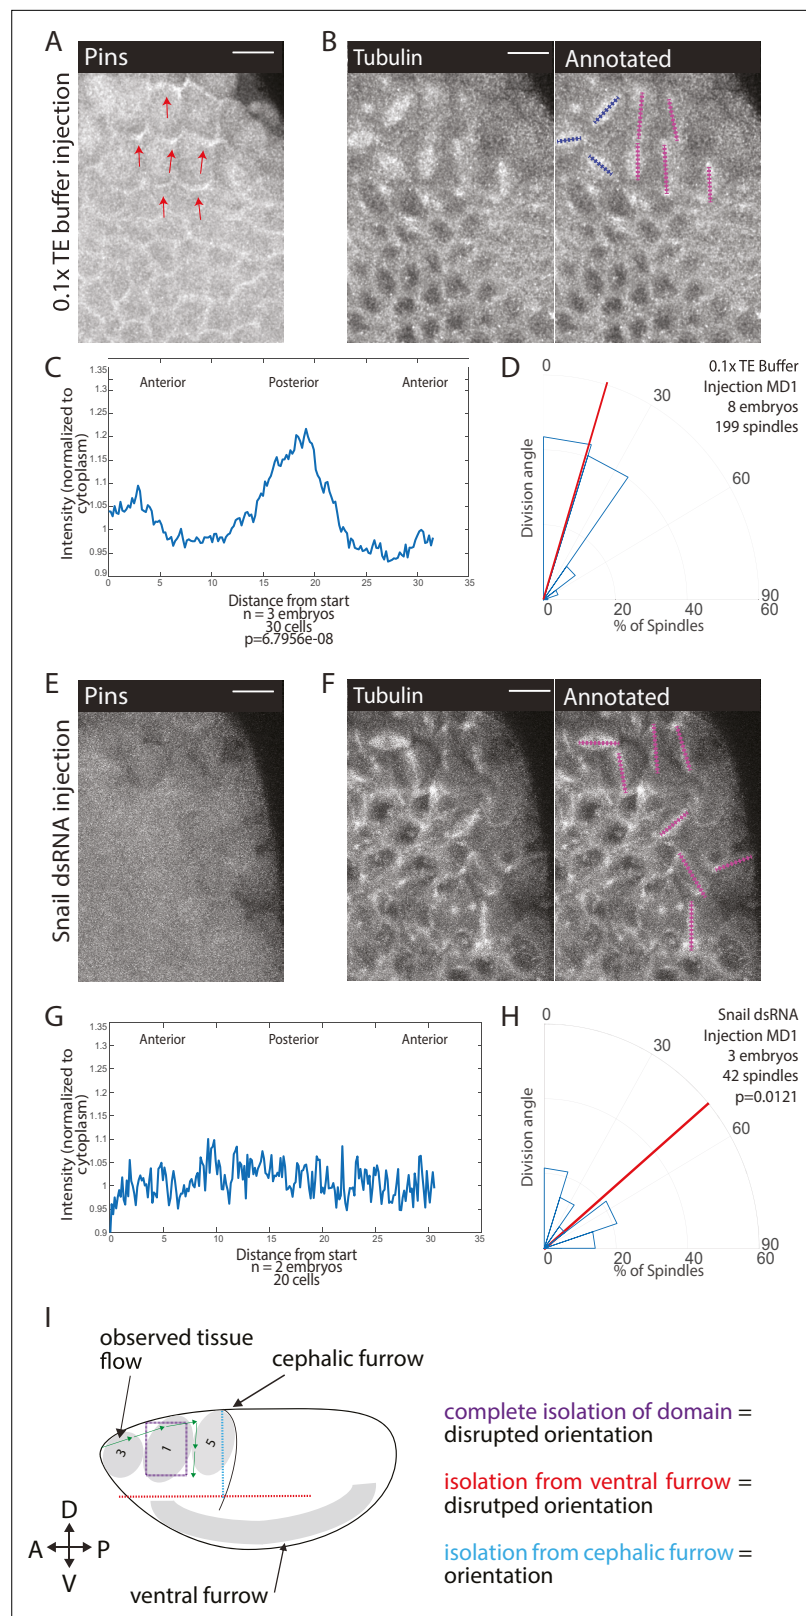 A
Pins
B
Tubulin
Annotated
0.1x TE buffer injection
C
Intensity (normalized to
cytoplasm)
1.35
1.3
1.2
1.15
1.1
1.05
1
0.95
0.9
Anterior
Posterior
Anterior
0
5
10
15
20
25
30
35
Distance from start
n = 3 embryos
30 cells
p=6.7956e-08
D
0.1x TE Buffer
Injection MD1
8 embryos
199 spindles
0
30
60
90
Division angle
0
20
40
60
% of Spindles
E
Pins
F
Tubulin
Annotated
Snail dsRNA injection
G
Intensity (normalized to
cytoplasm)
1.35
1.3
1.2
1.15
1.1
1.05
1
0.95
0.9
Anterior
Posterior
Anterior
0
5
10
15
20
25
30
35
Distance from start
n = 2 embryos
20 cells
H
Snail dsRNA
Injection MD1
3 embryos
42 spindles
p=0.0121
0
30
60
90
Division angle
0
20
40
60
% of Spindles
I
observed tissue
flow
cephalic furrow
3
1
5
D
A
P
V
ventral furrow
complete isolation of domain =
disrupted orientation
isolation from ventral furrow =
disrutped orientation
isolation from cephalic furrow =
orientation